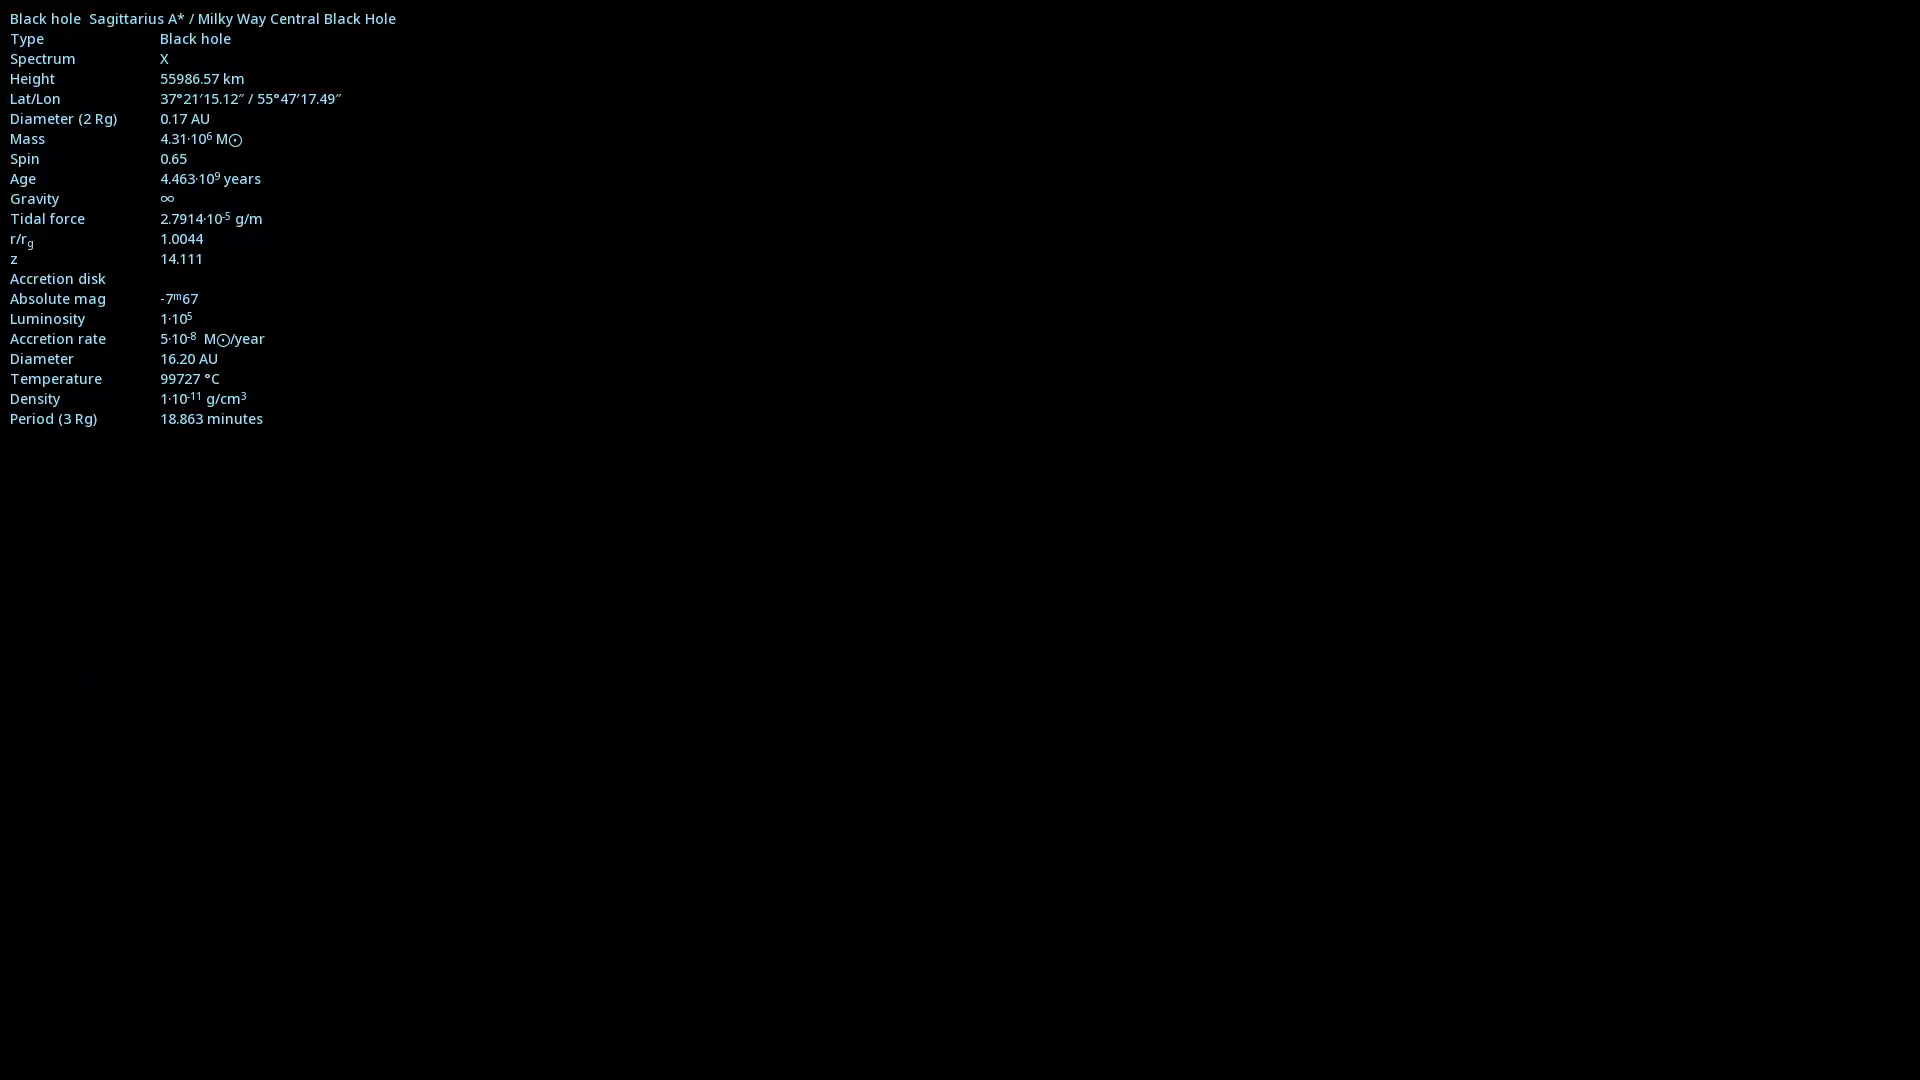 Black hole  Sagittarius A* / Milky Way Central Black Hole
Type  Black hole
Spectrum  X
Height  55986.57 km
Lat/Lon  37°21′15.12″ / 55°47′17.49″
Diameter (2 Rg)  0.17 AU
Mass  4.31·10⁶ M☉
Spin  0.65
Age  4.463·10⁹ years
Gravity  ∞
Tidal force  2.7914·10⁻⁵ g/m
r/rg  1.0044
z  14.111
Accretion disk
Absolute mag  -7ᵐ67
Luminosity  1·10⁵
Accretion rate  5·10⁻⁸  M☉/year
Diameter  16.20 AU
Temperature  99727 °C
Density  1·10⁻¹¹ g/cm³
Period (3 Rg)  18.863 minutes